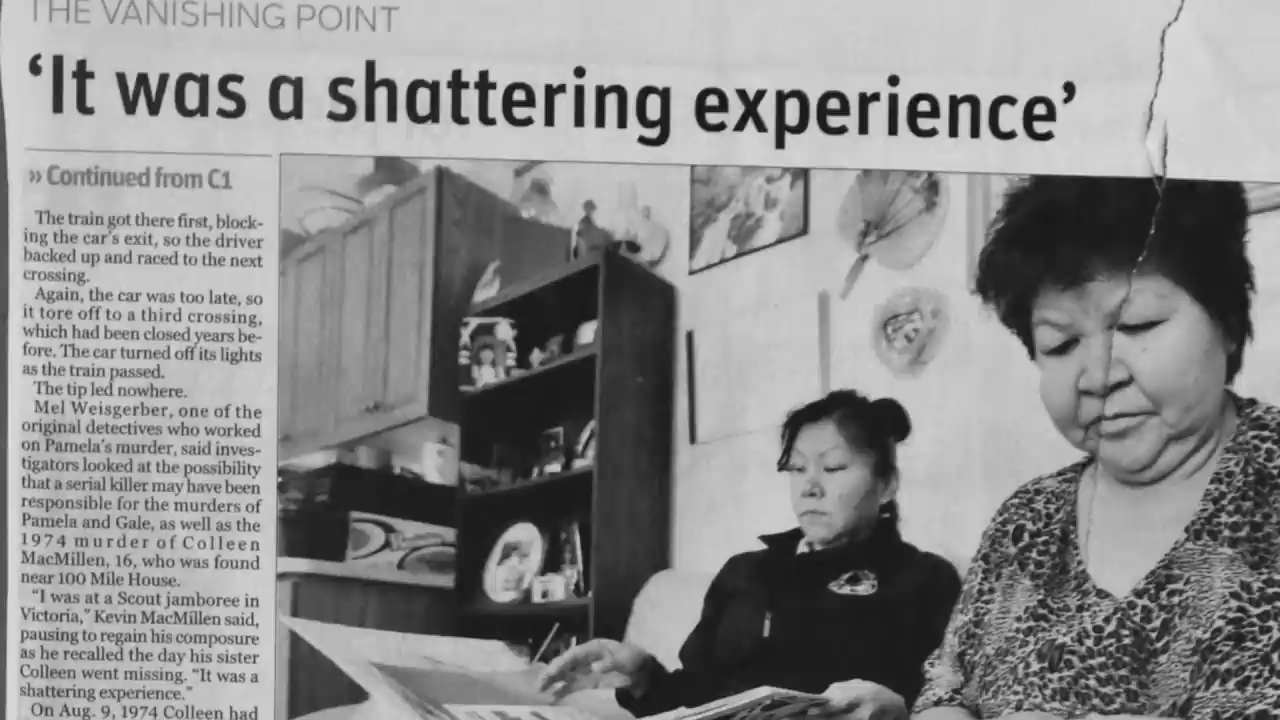 THE VANISHING POINT
‘It was a shattering experience’
›› Continued from C1
The train got there first, block-
ing the car's exit, so the driver
backed up and raced to the next
crossing.
Again, the car was too late, so
it tore off to a third crossing,
which had been closed years be-
fore. The car turned off its lights
as the train passed.
The tip led nowhere.
Mel Weisgerber, one of the
original detectives who worked
on Pamela's murder, said inves-
tigators looked at the possibility
that a serial killer may have been
responsible for the murders of
Pamela and Gale, as well as the
1974 murder of Colleen
MacMillen, 16, who was found
near 100 Mile House.
“I was at a Scout jamboree in
Victoria,” Kevin MacMillen said,
pausing to regain his composure
as he recalled the day his sister
Colleen went missing. “It was a
shattering experience.”
On Aug. 9, 1974 Colleen had